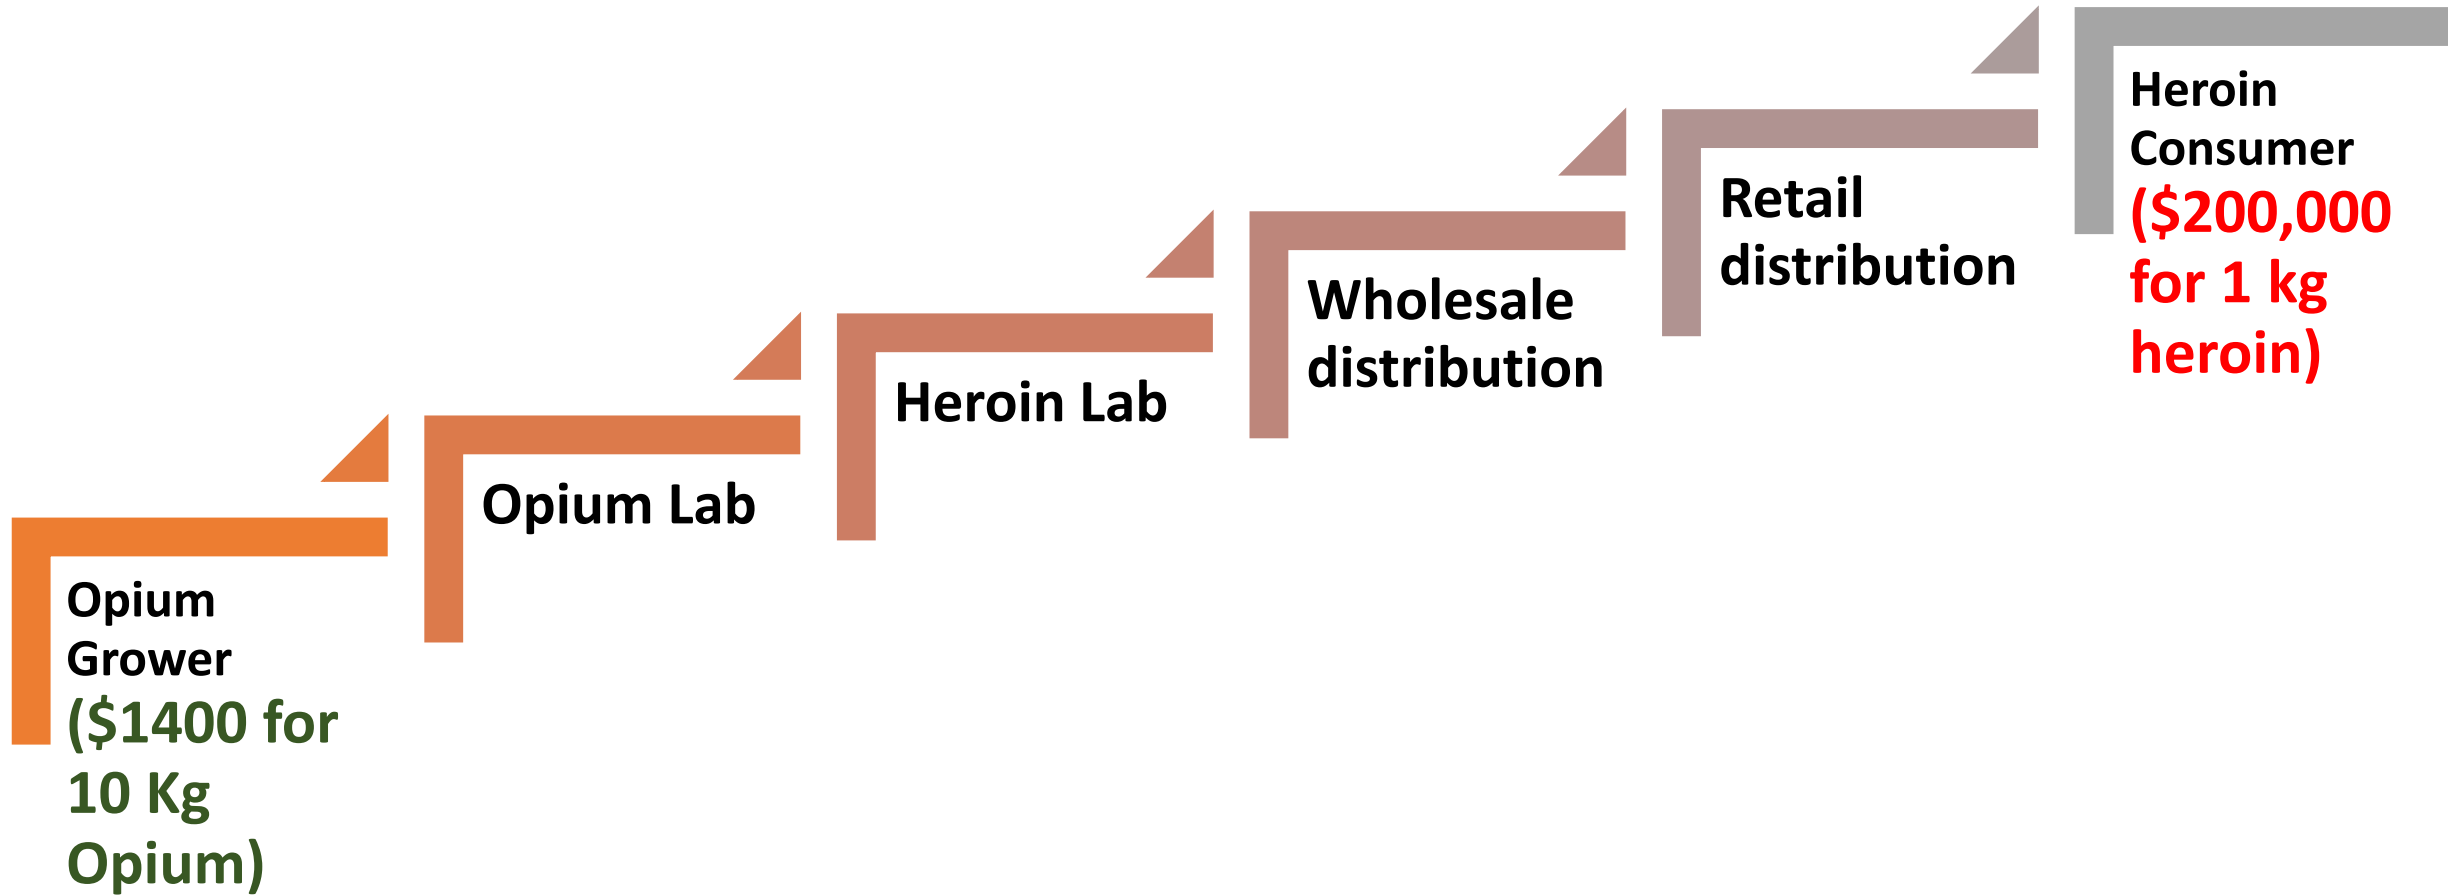 Opium
Grower
($1400 for
10 Kg
Opium)
Opium Lab
Heroin Lab
Wholesale
distribution
Retail
distribution
Heroin
Consumer
($200,000
for 1 kg
heroin)